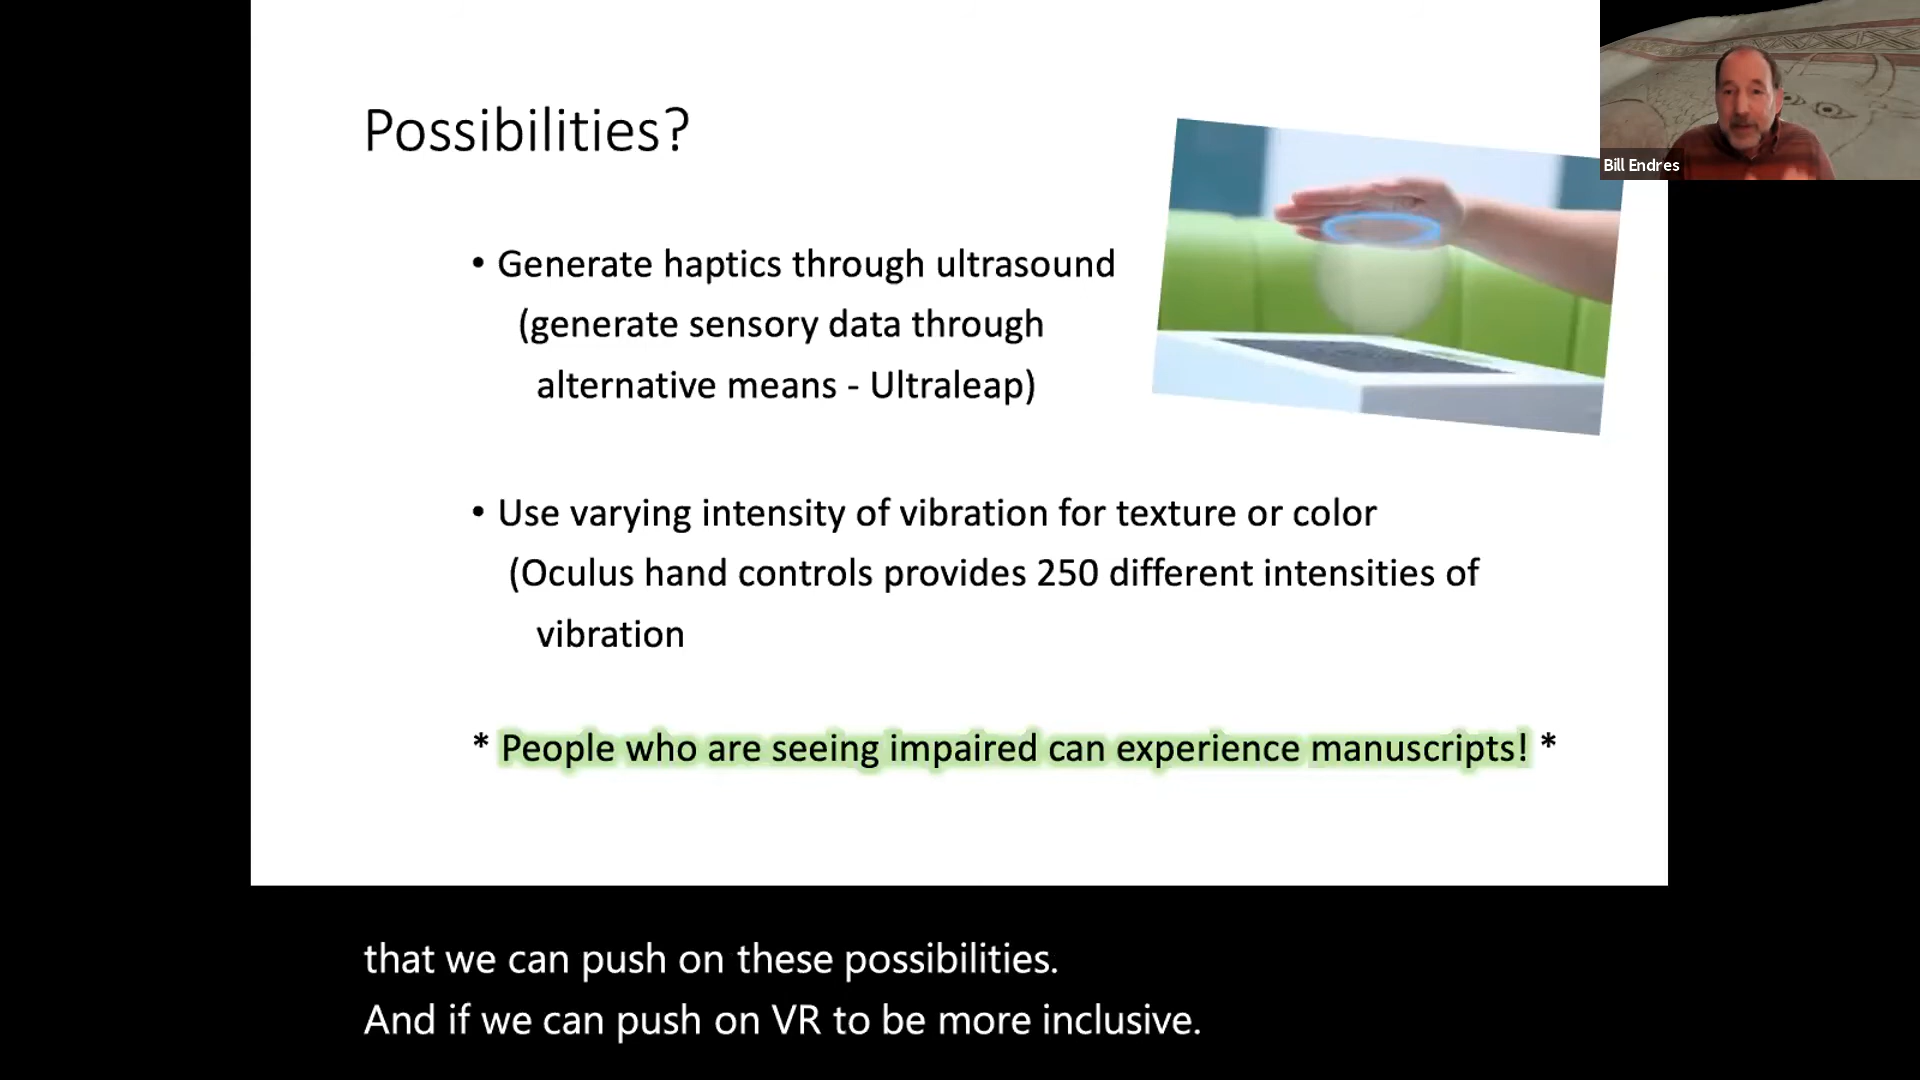 Possibilities?
Bill Endres
• Generate haptics through ultrasound
(generate sensory data through
alternative means - Ultraleap)
• Use varying intensity of vibration for texture or color
(Oculus hand controls provides 250 different intensities of
vibration
* People who are seeing impaired can experience manuscripts! *
that we can push on these possibilities.
And if we can push on VR to be more inclusive.